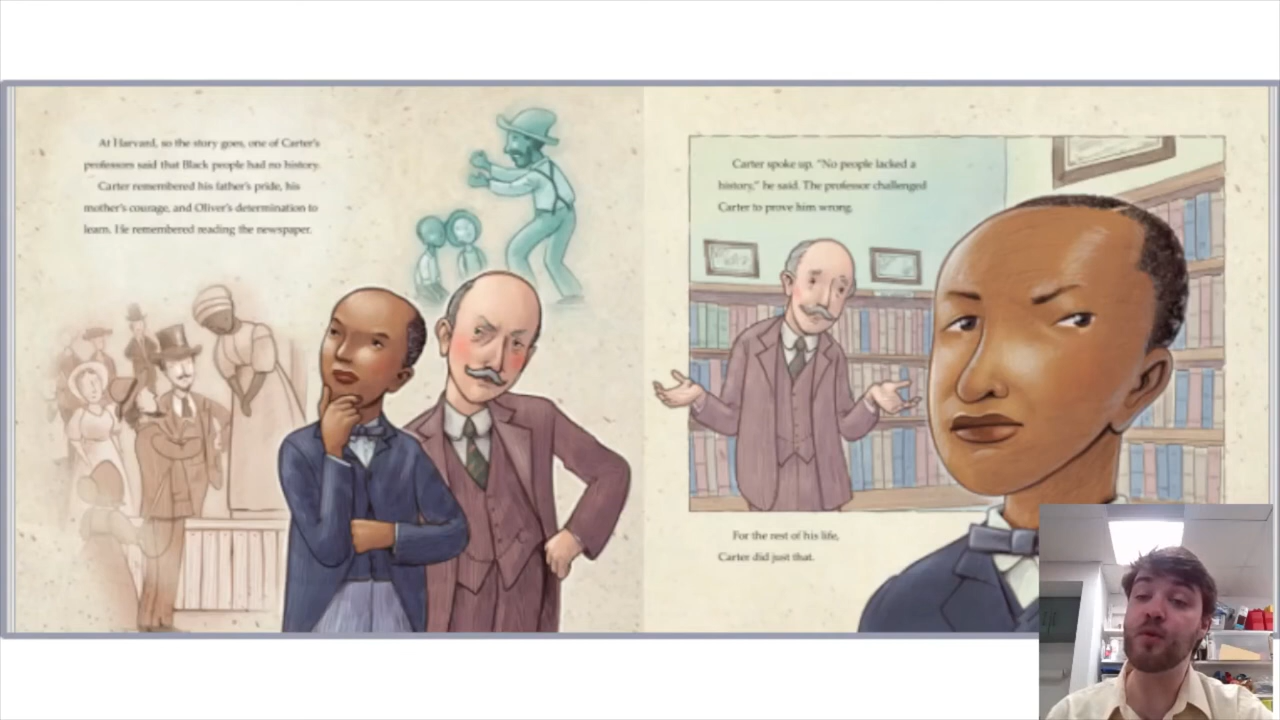 At Harvard, so the story goes, one of Carter's
professors said that Black people had no history.
Carter remembered his father's pride, his
mother's courage, and Oliver's determination to
learn. He remembered reading the newspaper.
Carter spoke up. "No people lacked a
history," he said. The professor challenged
Carter to prove him wrong.
For the rest of his life,
Carter did just that.